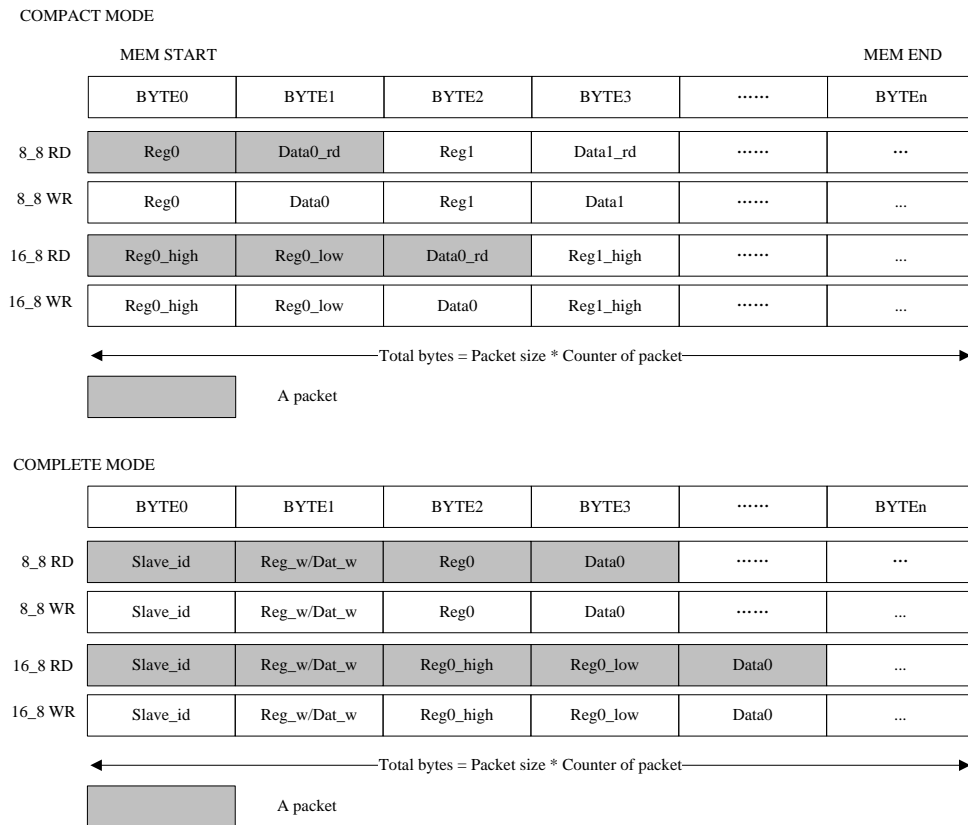 COMPACT MODE
MEM START MEM END
BYTE0 BYTE1 BYTE2 BYTE3 ...... BYTEn
8_8 RD Reg0 Data0_rd Reg1 Data1_rd ...... ...
8_8 WR Reg0 Data0 Reg1 Data1 ...... ...
16_8 RD Reg0_high Reg0_low Data0_rd Reg1_high ...... ...
16_8 WR Reg0_high Reg0_low Data0 Reg1_high ...... ...
Total bytes = Packet size * Counter of packet
A packet
COMPLETE MODE
BYTE0 BYTE1 BYTE2 BYTE3 ...... BYTEn
8_8 RD Slave_id Reg_w/Dat_w Reg0 Data0 ...... ...
8_8 WR Slave_id Reg_w/Dat_w Reg0 Data0 ...... ...
16_8 RD Slave_id Reg_w/Dat_w Reg0_high Reg0_low Data0 ...
16_8 WR Slave_id Reg_w/Dat_w Reg0_high Reg0_low Data0 ...
Total bytes = Packet size * Counter of packet
A packet